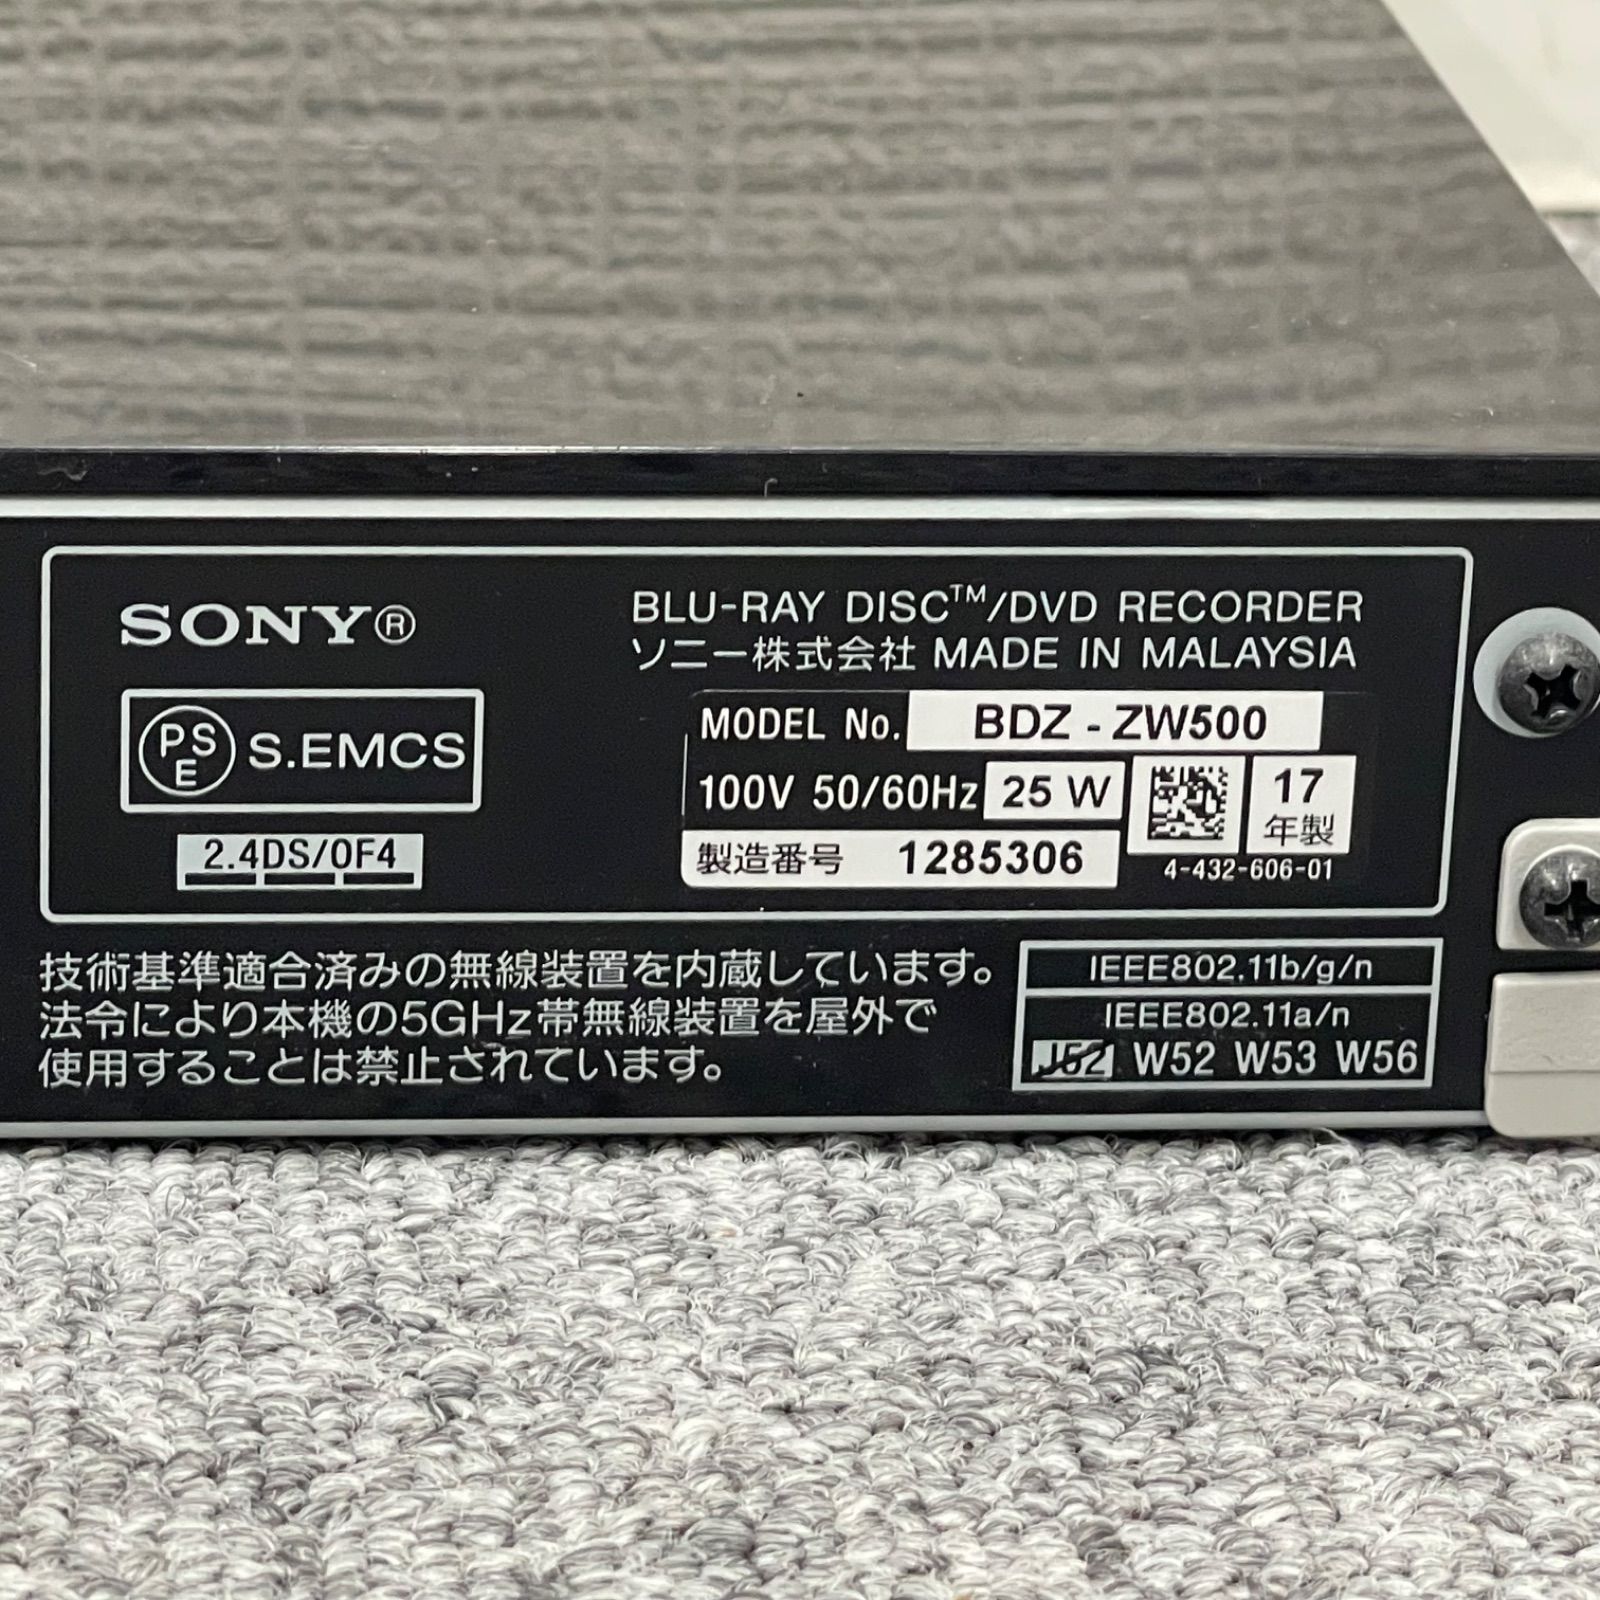 SONY®
BLU-RAY DISC™/DVD RECORDER
ソニー株式会社 MADE IN MALAYSIA
PSE S.EMCS
MODEL No. BDZ - ZW500
100V 50/60Hz 25 W
17
年製
2.4DS/OF4
製造番号 1285306
4-432-606-01
技術基準適合済みの無線装置を内蔵しています。
法令により本機の5GHz帯無線装置を屋外で
使用することは禁止されています。
IEEE802.11b/g/n
IEEE802.11a/n
J52 W52 W53 W56